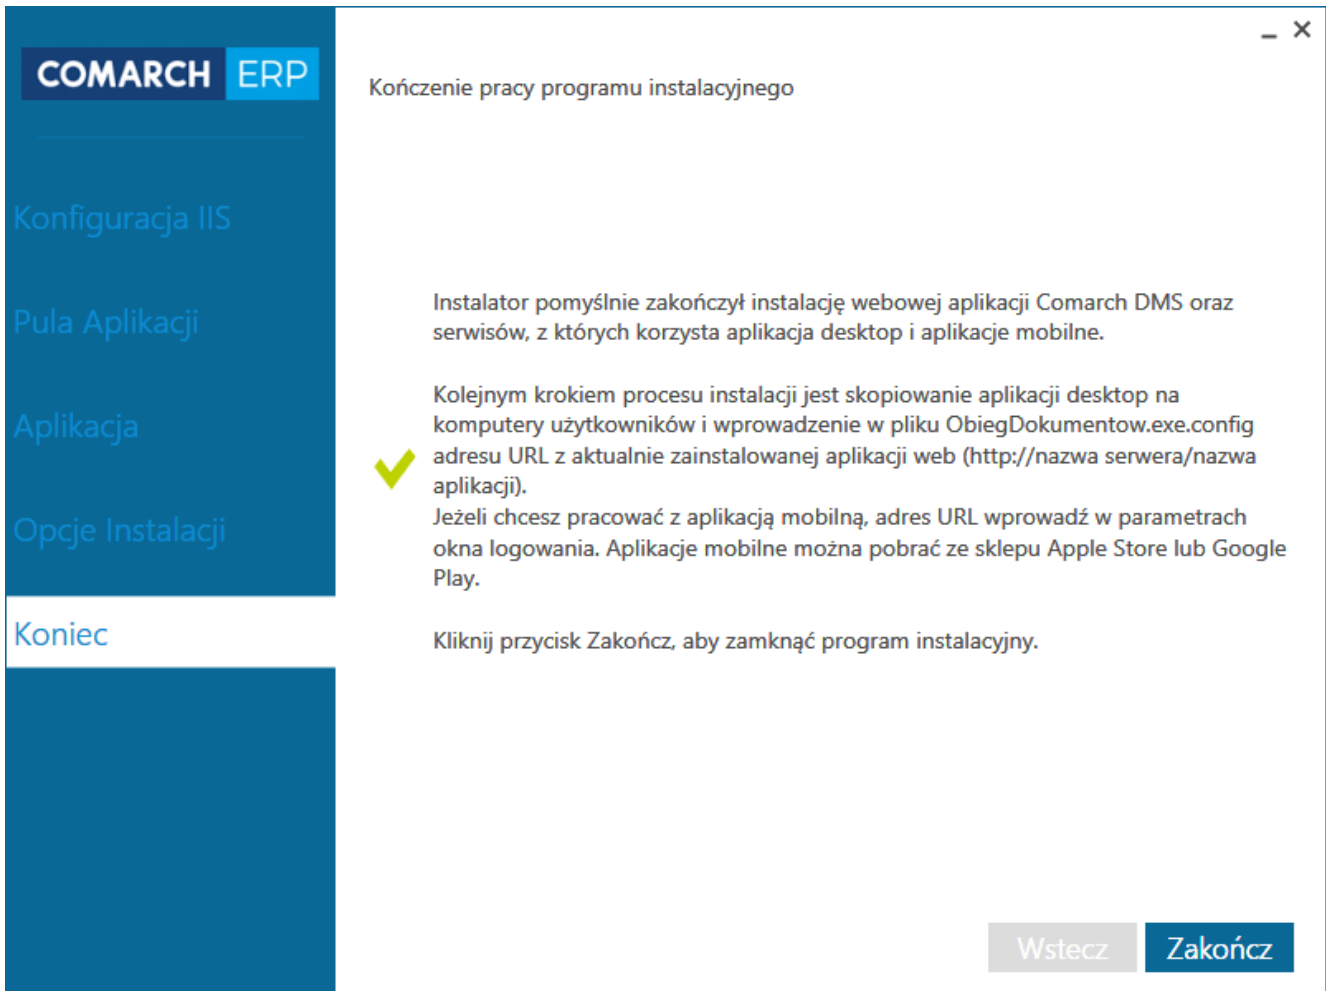 COMARCH ERP
Kończenie pracy programu instalacyjnego
Konfiguracja IIS
Pula Aplikacji
Aplikacja
Opcje Instalacji
Koniec
Instalator pomyślnie zakończył instalację webowej aplikacji Comarch DMS oraz
serwisów, z których korzysta aplikacja desktop i aplikacje mobilne.
Kolejnym krokiem procesu instalacji jest skopiowanie aplikacji desktop na
komputery użytkowników i wprowadzenie w pliku ObiegDokumentow.exe.config
adresu URL z aktualnie zainstalowanej aplikacji web (http://nazwa serwera/nazwa
aplikacji).
Jeżeli chcesz pracować z aplikacją mobilną, adres URL wprowadź w parametrach
okna logowania. Aplikacje mobilne można pobrać ze sklepu Apple Store lub Google
Play.
Kliknij przycisk Zakończ, aby zamknąć program instalacyjny.
Wstecz
Zakończ